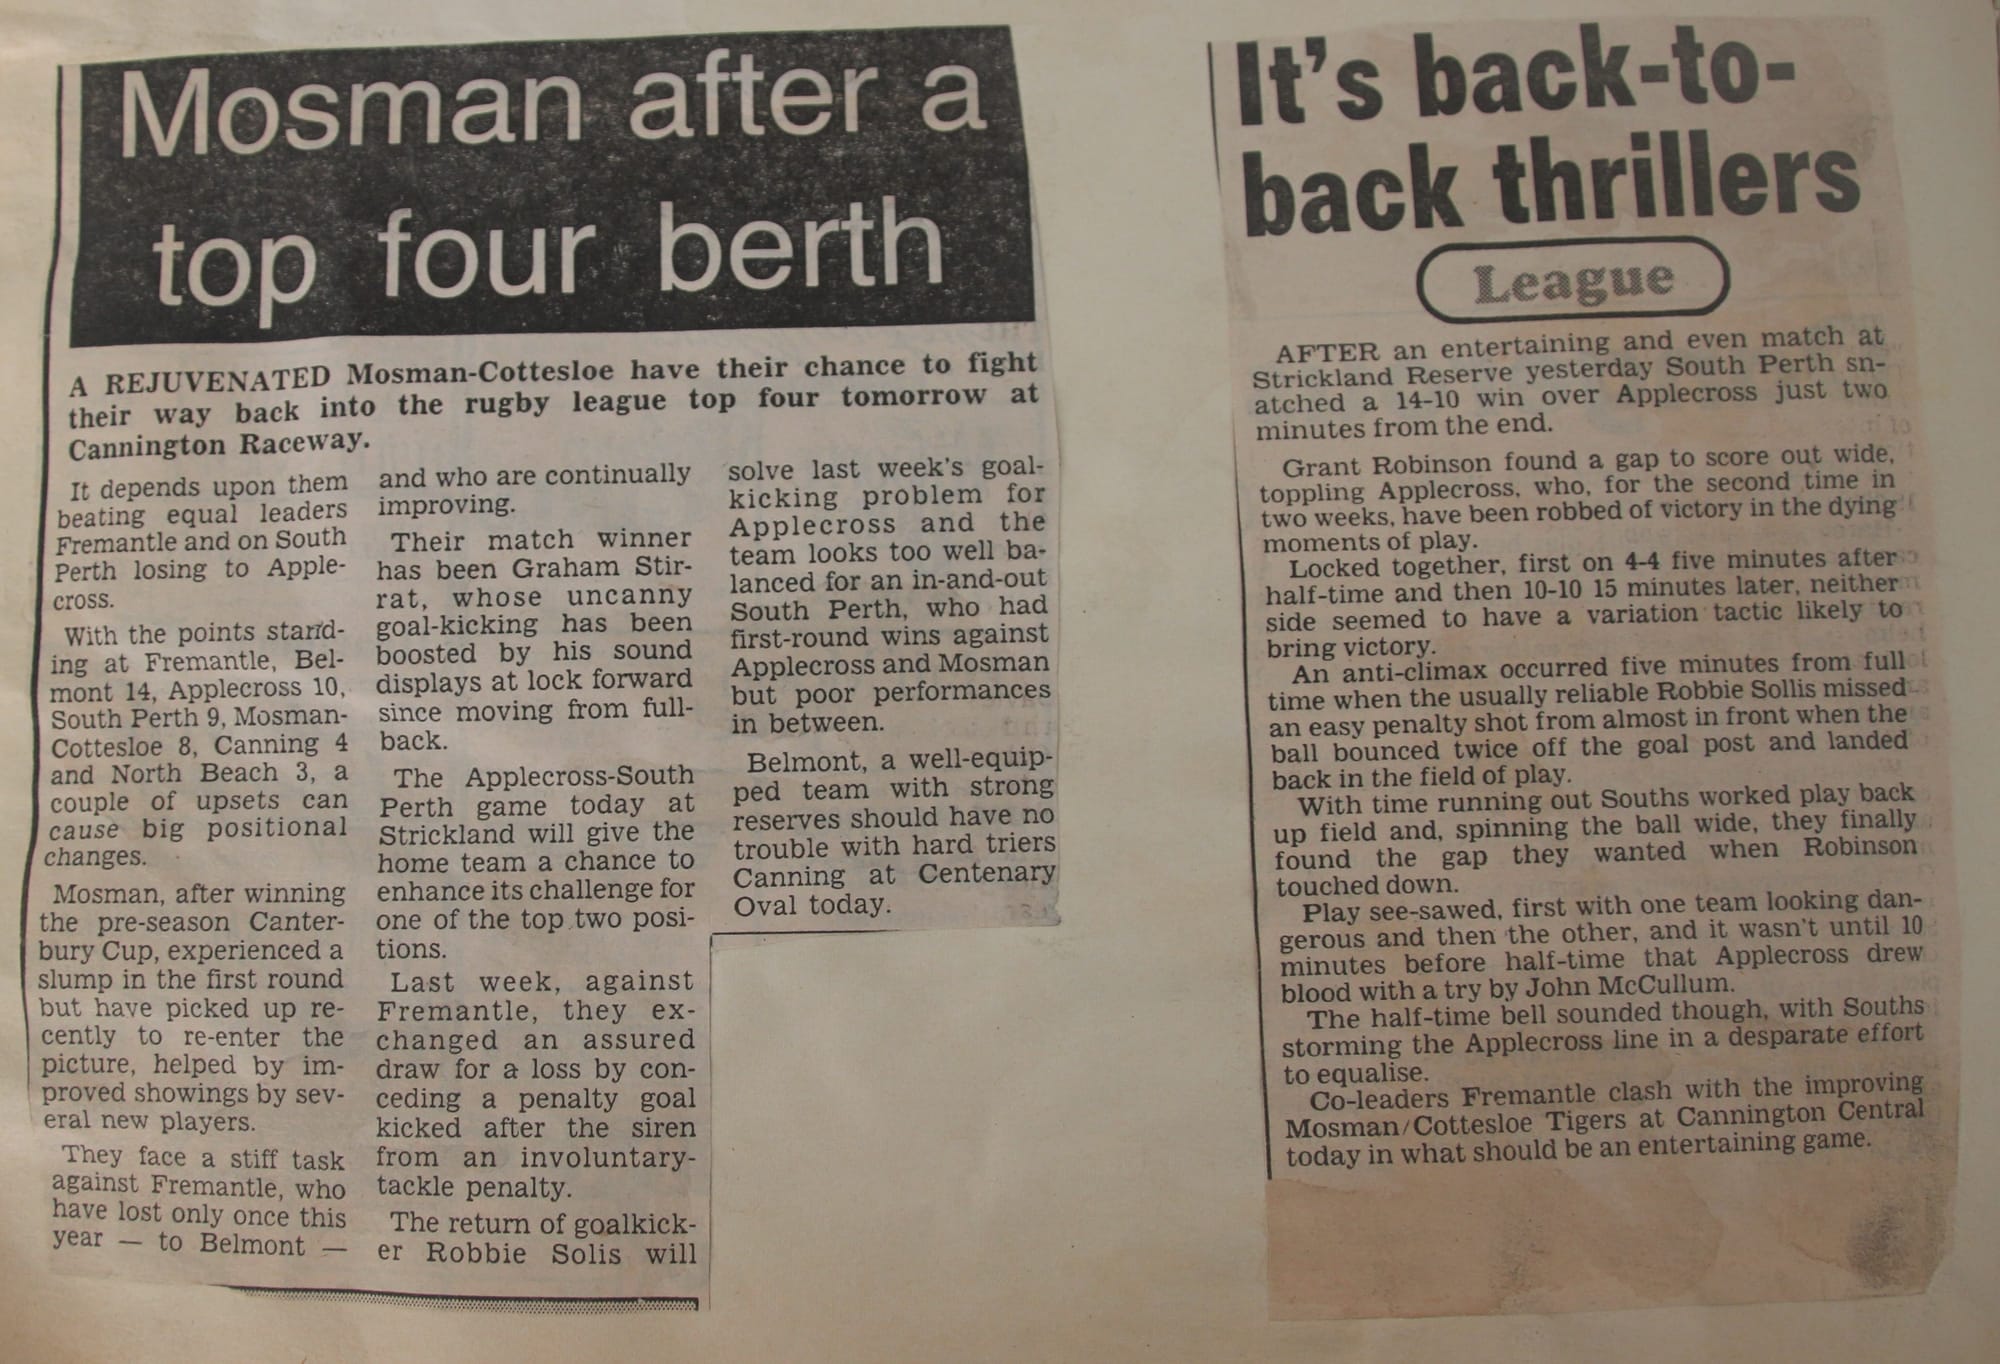 Mosman after a
top four berth
A REJUVENATED Mosman-Cottesloe have their chance to fight
their way back into the rugby league top four tomorrow at
Cannington Raceway.
It depends upon them
beating equal leaders
Fremantle and on South
Perth losing to Apple-
cross.
With the points stand-
ing at Fremantle, Bel-
mont 14, Applecross 10,
South Perth 9, Mosman-
Cottesloe 8, Canning 4
and North Beach 3, a
couple of upsets can
cause big positional
changes.
Mosman, after winning
the pre-season Canter-
bury Cup, experienced a
slump in the first round
but have picked up re-
cently to re-enter the
picture, helped by im-
proved showings by sev-
eral new players.
They face a stiff task
against Fremantle, who
have lost only once this
year — to Belmont —
and who are continually
improving.
Their match winner
has been Graham Stir-
rat, whose uncanny
goal-kicking has been
boosted by his sound
displays at lock forward
since moving from full-
back.
The Applecross-South
Perth game today at
Strickland will give the
home team a chance to
enhance its challenge for
one of the top two posi-
tions.
Last week, against
Fremantle, they ex-
changed an assured
draw for a loss by con-
ceding a penalty goal
kicked after the siren
from an involuntary-
tackle penalty.
The return of goalkick-
er Robbie Solis will
solve last week's goal-
kicking problem for
Applecross and the
team looks too well ba-
lanced for an in-and-out
South Perth, who had
first-round wins against
Applecross and Mosman
but poor performances
in between.
Belmont, a well-equip-
ped team with strong
reserves should have no
trouble with hard triers
Canning at Centenary
Oval today.
It's back-to-
back thrillers
League
AFTER an entertaining and even match at
Strickland Reserve yesterday South Perth sn-
atched a 14-10 win over Applecross just two
minutes from the end.
Grant Robinson found a gap to score out wide,
toppling Applecross, who, for the second time in
two weeks, have been robbed of victory in the dying
moments of play.
Locked together, first on 4-4 five minutes after
half-time and then 10-10 15 minutes later, neither
side seemed to have a variation tactic likely to
bring victory.
An anti-climax occurred five minutes from full
time when the usually reliable Robbie Sollis missed
an easy penalty shot from almost in front when the
ball bounced twice off the goal post and landed
back in the field of play.
With time running out Souths worked play back
up field and, spinning the ball wide, they finally
found the gap they wanted when Robinson
touched down.
Play see-sawed, first with one team looking dan-
gerous and then the other, and it wasn't until 10
minutes before half-time that Applecross drew
blood with a try by John McCullum.
The half-time bell sounded though, with Souths
storming the Applecross line in a desparate effort
to equalise.
Co-leaders Fremantle clash with the improving
Mosman/Cottesloe Tigers at Cannington Central
today in what should be an entertaining game.